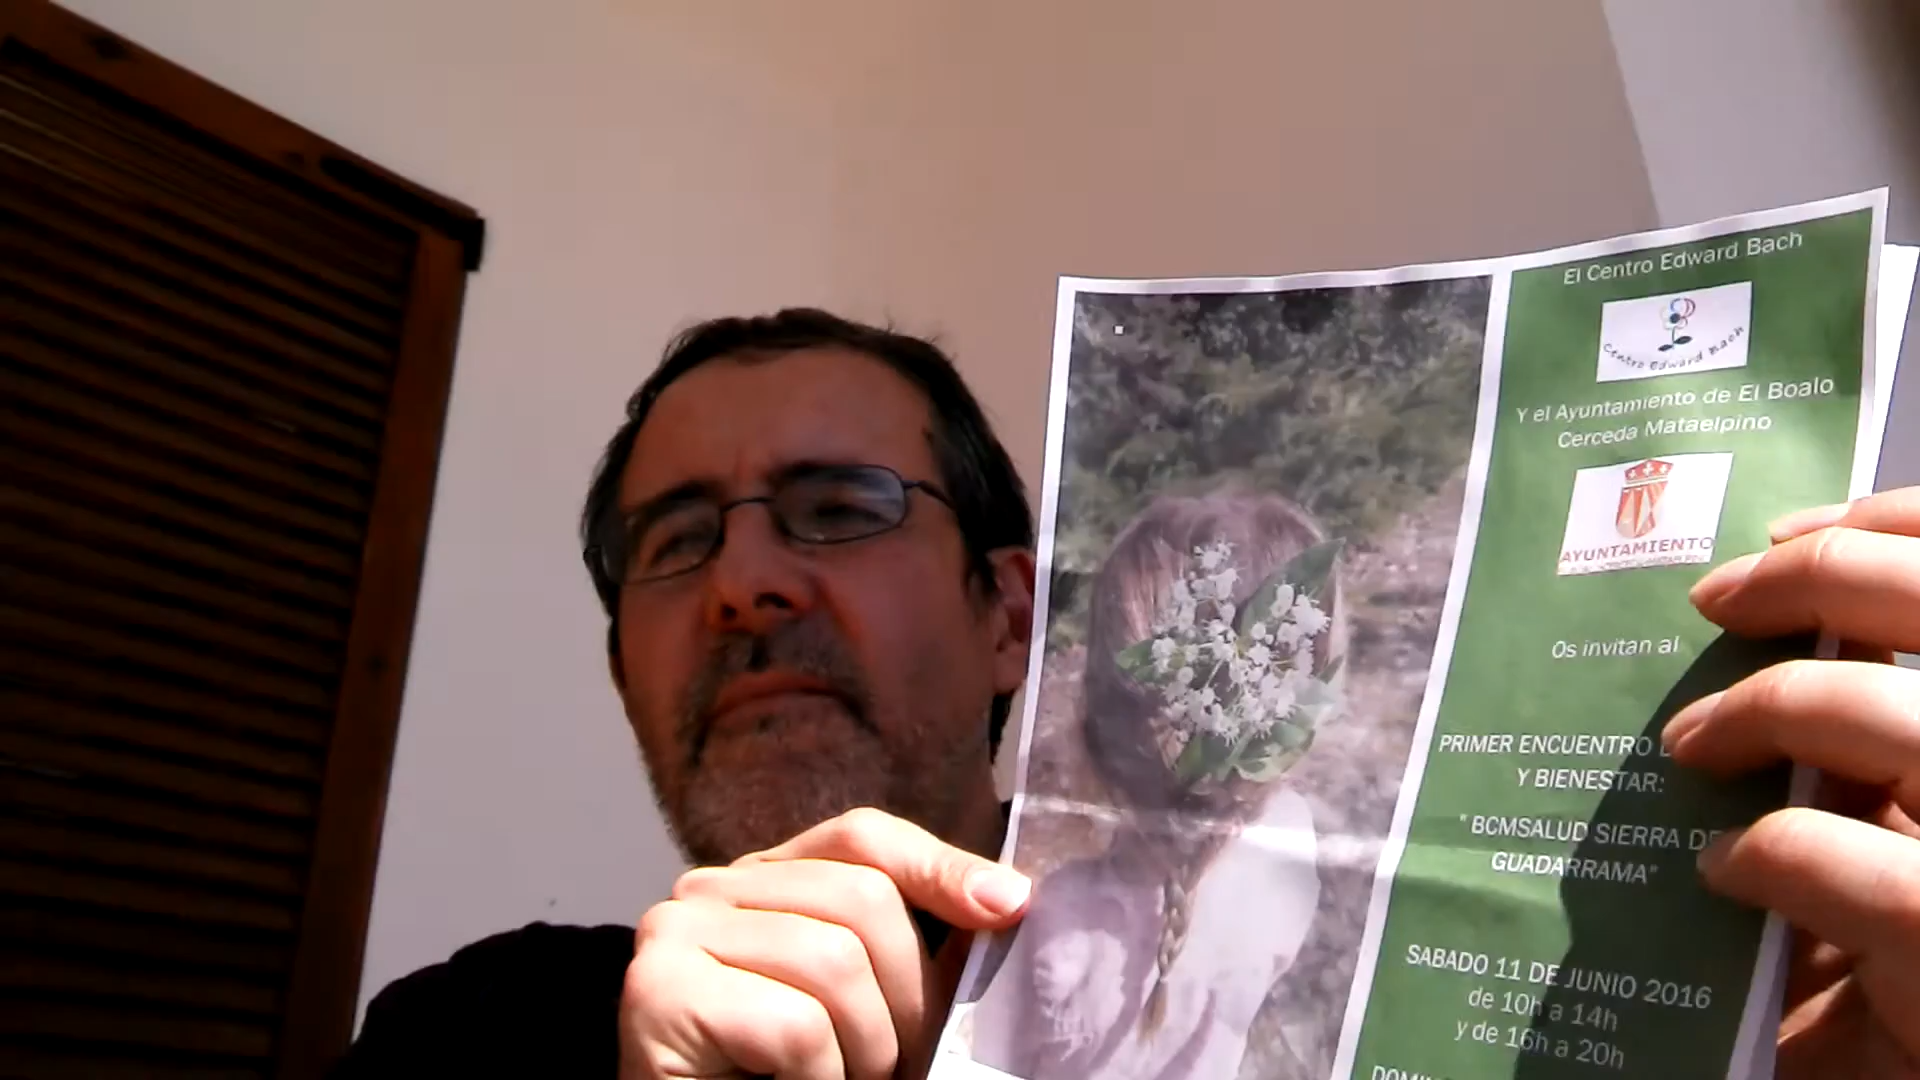 El Centro Edward Bach
Centro Edward Bach
Y el Ayuntamiento de El Boalo
Cerceda Mataelpino
AYUNTAMIENTO
Os invitan al
PRIMER ENCUENTRO
Y BIENESTAR:
"BCMSALUD SIERRA DE
GUADARRAMA"
SABADO 11 DE JUNIO 2016
de 10h a 14h
y de 16h a 20h